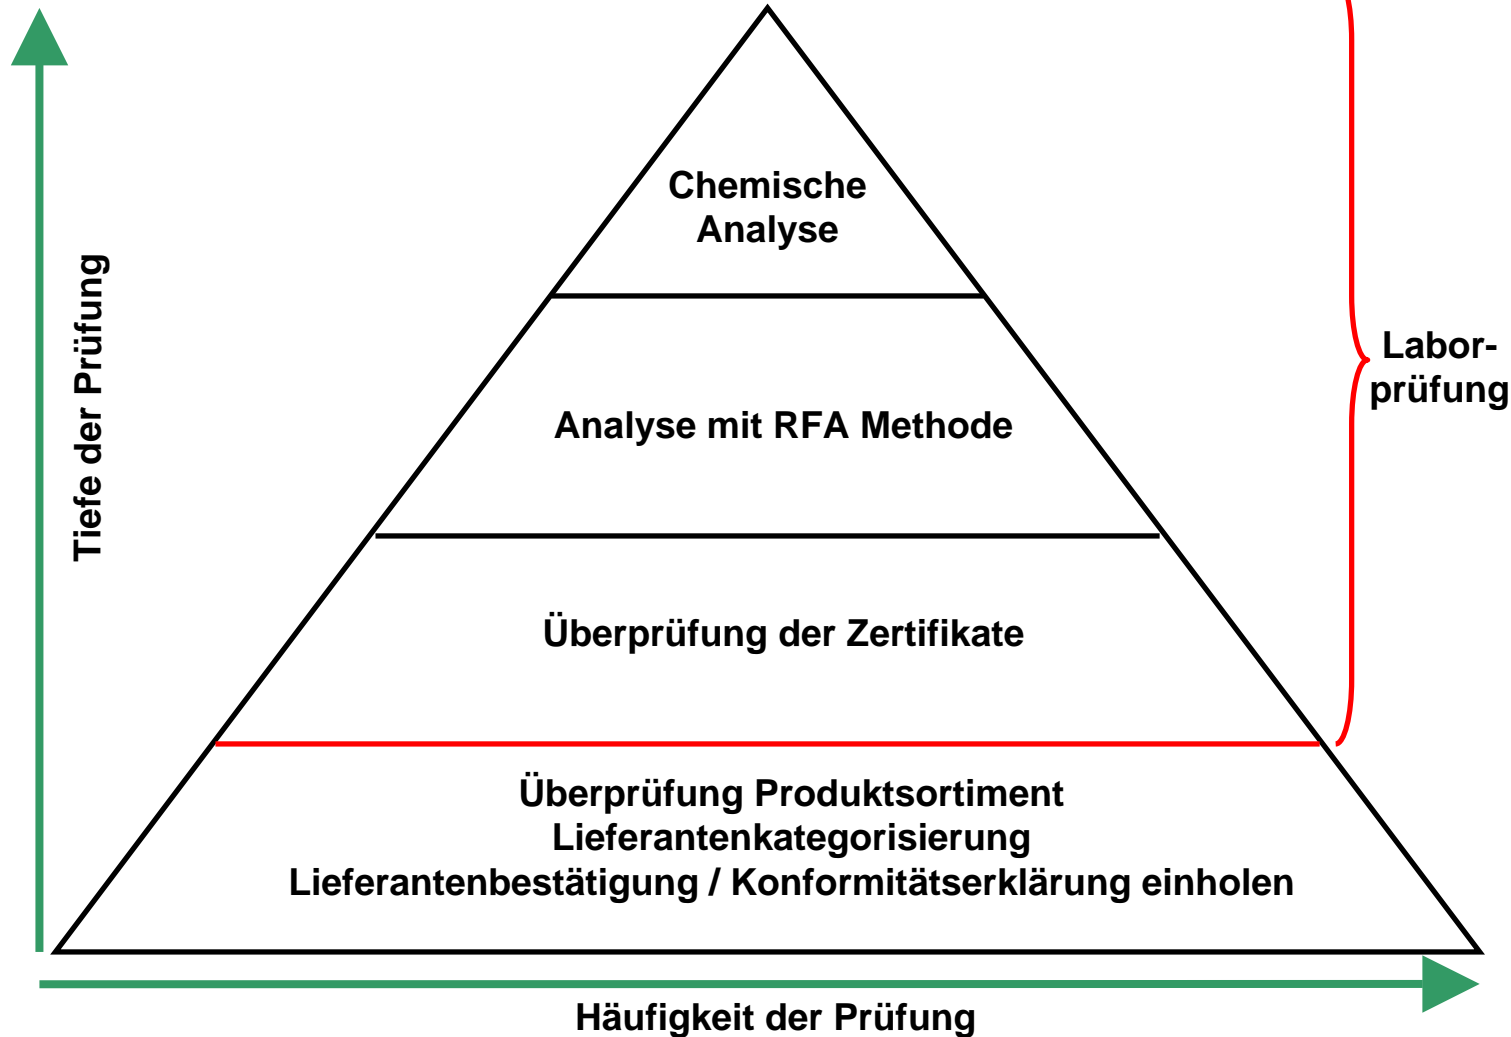 Chemische
Analyse
Tiefe der Prüfung
Labor-
prüfung
Analyse mit RFA Methode
Überprüfung der Zertifikate
Überprüfung Produktsortiment
Lieferantenkategorisierung
Lieferantenbestätigung / Konformitätserklärung einholen
Häufigkeit der Prüfung